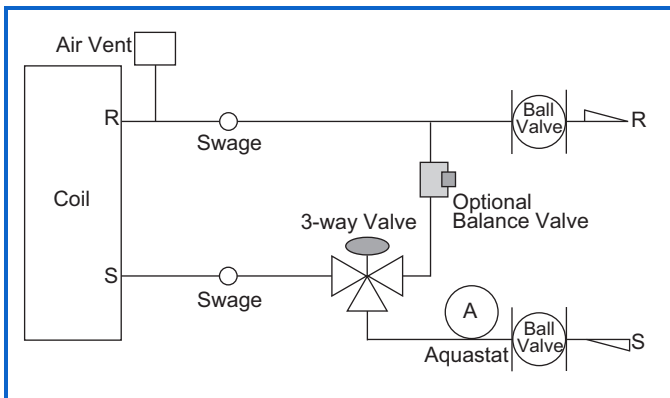 Air Vent
R
Swage
Ball
Valve
R
Coil
Optional
Balance Valve
3-way Valve
S
Swage
A
Aquastat
Ball
Valve
S